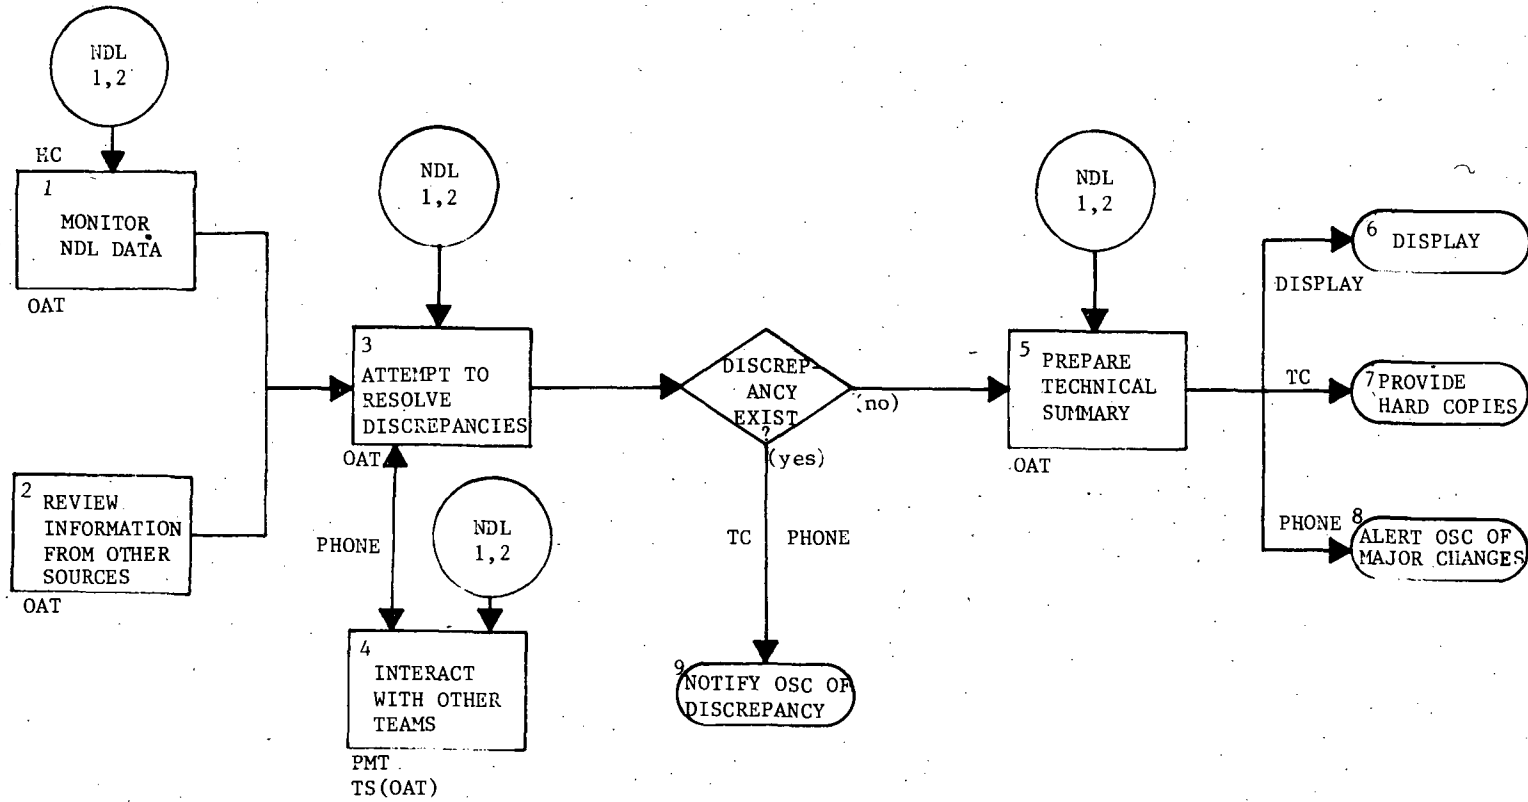 NDL
1,2
HC
1
MONITOR
NDL DATA
OAT
2
REVIEW
INFORMATION
FROM OTHER
SOURCES
OAT
NDL
1,2
3
ATTEMPT TO
RESOLVE
DISCREPANCIES
OAT
PHONE
NDL
1,2
4
INTERACT
WITH OTHER
TEAMS
PMT
TS(OAT)
DISCREP-
ANCY
EXIST
?
(no)
(yes)
TC PHONE
9
NOTIFY OSC OF
DISCREPANCY
NDL
1,2
5
PREPARE
TECHNICAL
SUMMARY
OAT
DISPLAY
6
DISPLAY
TC
7
PROVIDE
HARD COPIES
PHONE
8
ALERT OSC OF
MAJOR CHANGES